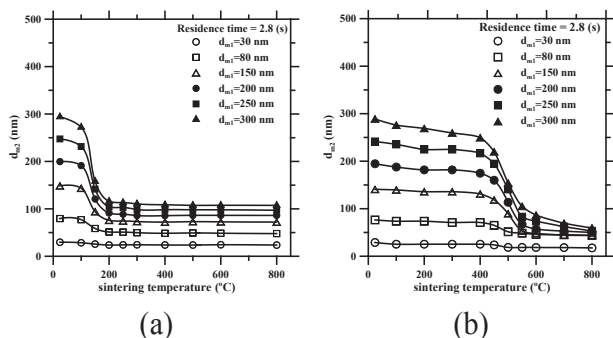 500
400
300
200
100
0
d_m2 (nm)
0 200 400 600 800
sintering temperature (ºC)
Residence time = 2.8 (s)
d_m1=30 nm
d_m1=80 nm
d_m1=150 nm
d_m1=200 nm
d_m1=250 nm
d_m1=300 nm
(a)
500
400
300
200
100
0
d_m2 (nm)
0 200 400 600 800
sintering temperature (ºC)
Residence time = 2.8 (s)
d_m1=30 nm
d_m1=80 nm
d_m1=150 nm
d_m1=200 nm
d_m1=250 nm
d_m1=300 nm
(b)